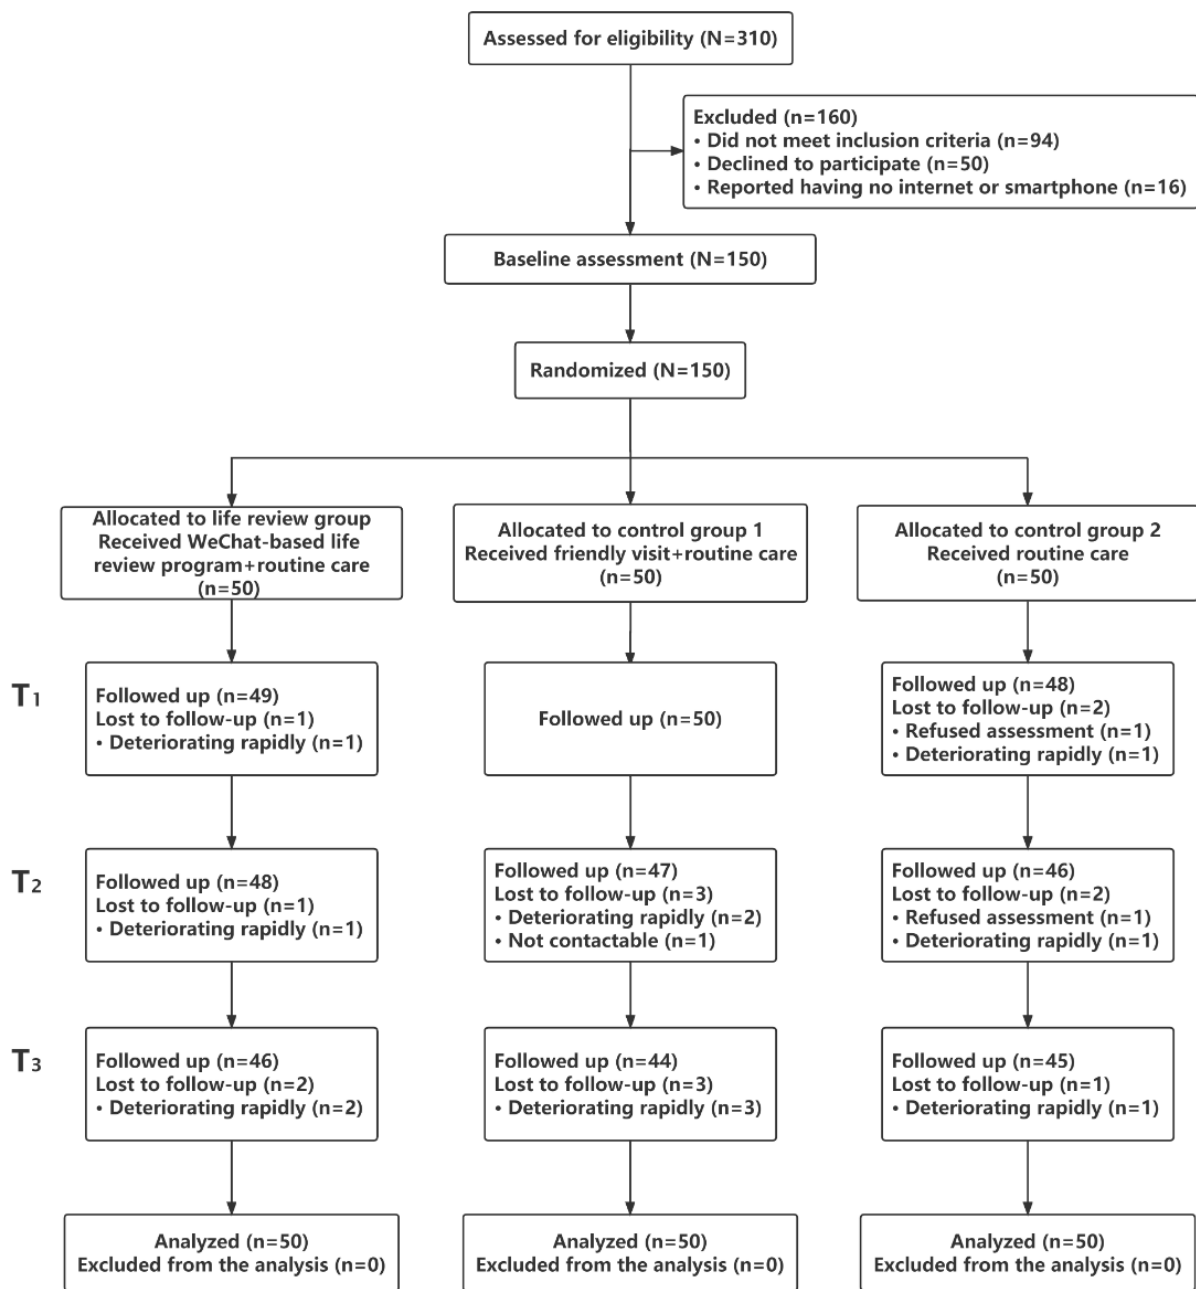 Assessed for eligibility (N=310)
Excluded (n=160)
• Did not meet inclusion criteria (n=94)
• Declined to participate (n=50)
• Reported having no internet or smartphone (n=16)
Baseline assessment (N=150)
Randomized (N=150)
Allocated to life review group
Received WeChat-based life
review program+routine care
(n=50)
Allocated to control group 1
Received friendly visit+routine care
(n=50)
Allocated to control group 2
Received routine care
(n=50)
T1
Followed up (n=49)
Lost to follow-up (n=1)
• Deteriorating rapidly (n=1)
Followed up (n=50)
Followed up (n=48)
Lost to follow-up (n=2)
• Refused assessment (n=1)
• Deteriorating rapidly (n=1)
T2
Followed up (n=48)
Lost to follow-up (n=1)
• Deteriorating rapidly (n=1)
Followed up (n=47)
Lost to follow-up (n=3)
• Deteriorating rapidly (n=2)
• Not contactable (n=1)
Followed up (n=46)
Lost to follow-up (n=2)
• Refused assessment (n=1)
• Deteriorating rapidly (n=1)
T3
Followed up (n=46)
Lost to follow-up (n=2)
• Deteriorating rapidly (n=2)
Followed up (n=44)
Lost to follow-up (n=3)
• Deteriorating rapidly (n=3)
Followed up (n=45)
Lost to follow-up (n=1)
• Deteriorating rapidly (n=1)
Analyzed (n=50)
Excluded from the analysis (n=0)
Analyzed (n=50)
Excluded from the analysis (n=0)
Analyzed (n=50)
Excluded from the analysis (n=0)